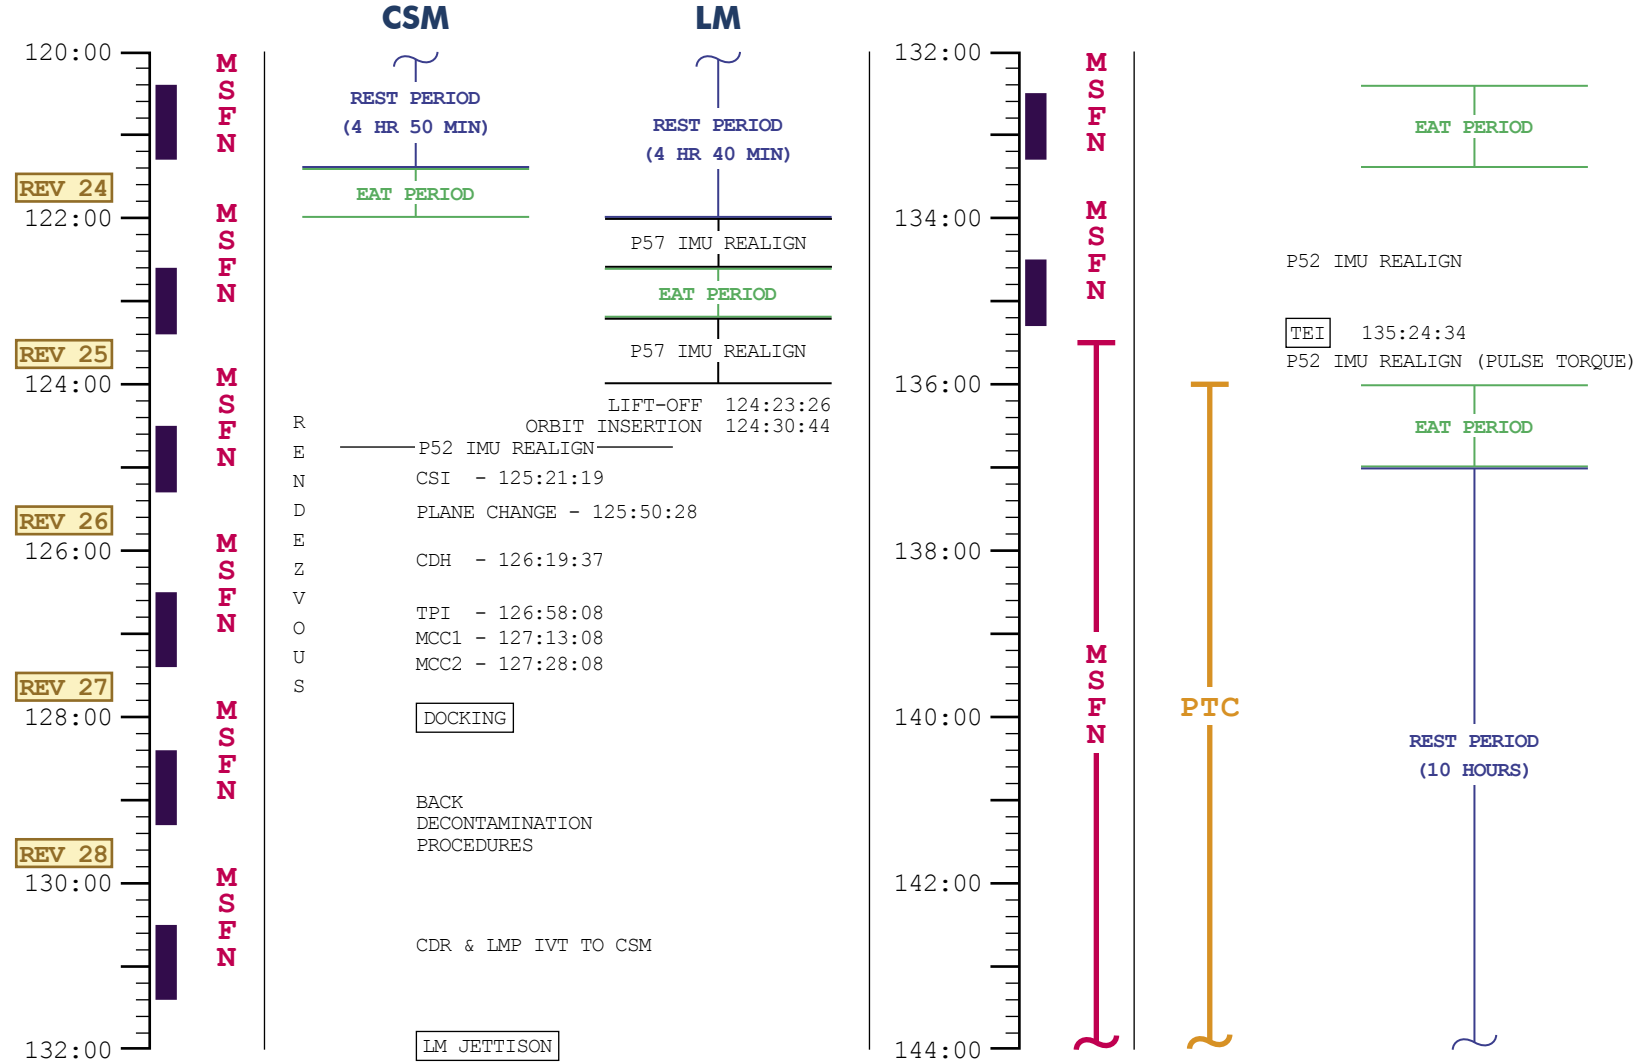 CSM
LM
120:00
MSFN
REST PERIOD
(4 HR 50 MIN)
REST PERIOD
(4 HR 40 MIN)
REV 24
EAT PERIOD
122:00
MSFN
P57 IMU REALIGN
EAT PERIOD
REV 25
P57 IMU REALIGN
124:00
MSFN
RENDEZVOUS
LIFT-OFF 124:23:26
ORBIT INSERTION 124:30:44
P52 IMU REALIGN
CSI - 125:21:19
PLANE CHANGE - 125:50:28
REV 26
126:00
MSFN
CDH - 126:19:37
TPI - 126:58:08
MCC1 - 127:13:08
MCC2 - 127:28:08
REV 27
128:00
MSFN
DOCKING
BACK
DECONTAMINATION
PROCEDURES
REV 28
130:00
MSFN
CDR & LMP IVT TO CSM
132:00
LM JETTISON
132:00
MSFN
EAT PERIOD
134:00
MSFN
P52 IMU REALIGN
TEI 135:24:34
P52 IMU REALIGN (PULSE TORQUE)
136:00
EAT PERIOD
138:00
MSFN
PTC
140:00
REST PERIOD
(10 HOURS)
142:00
144:00